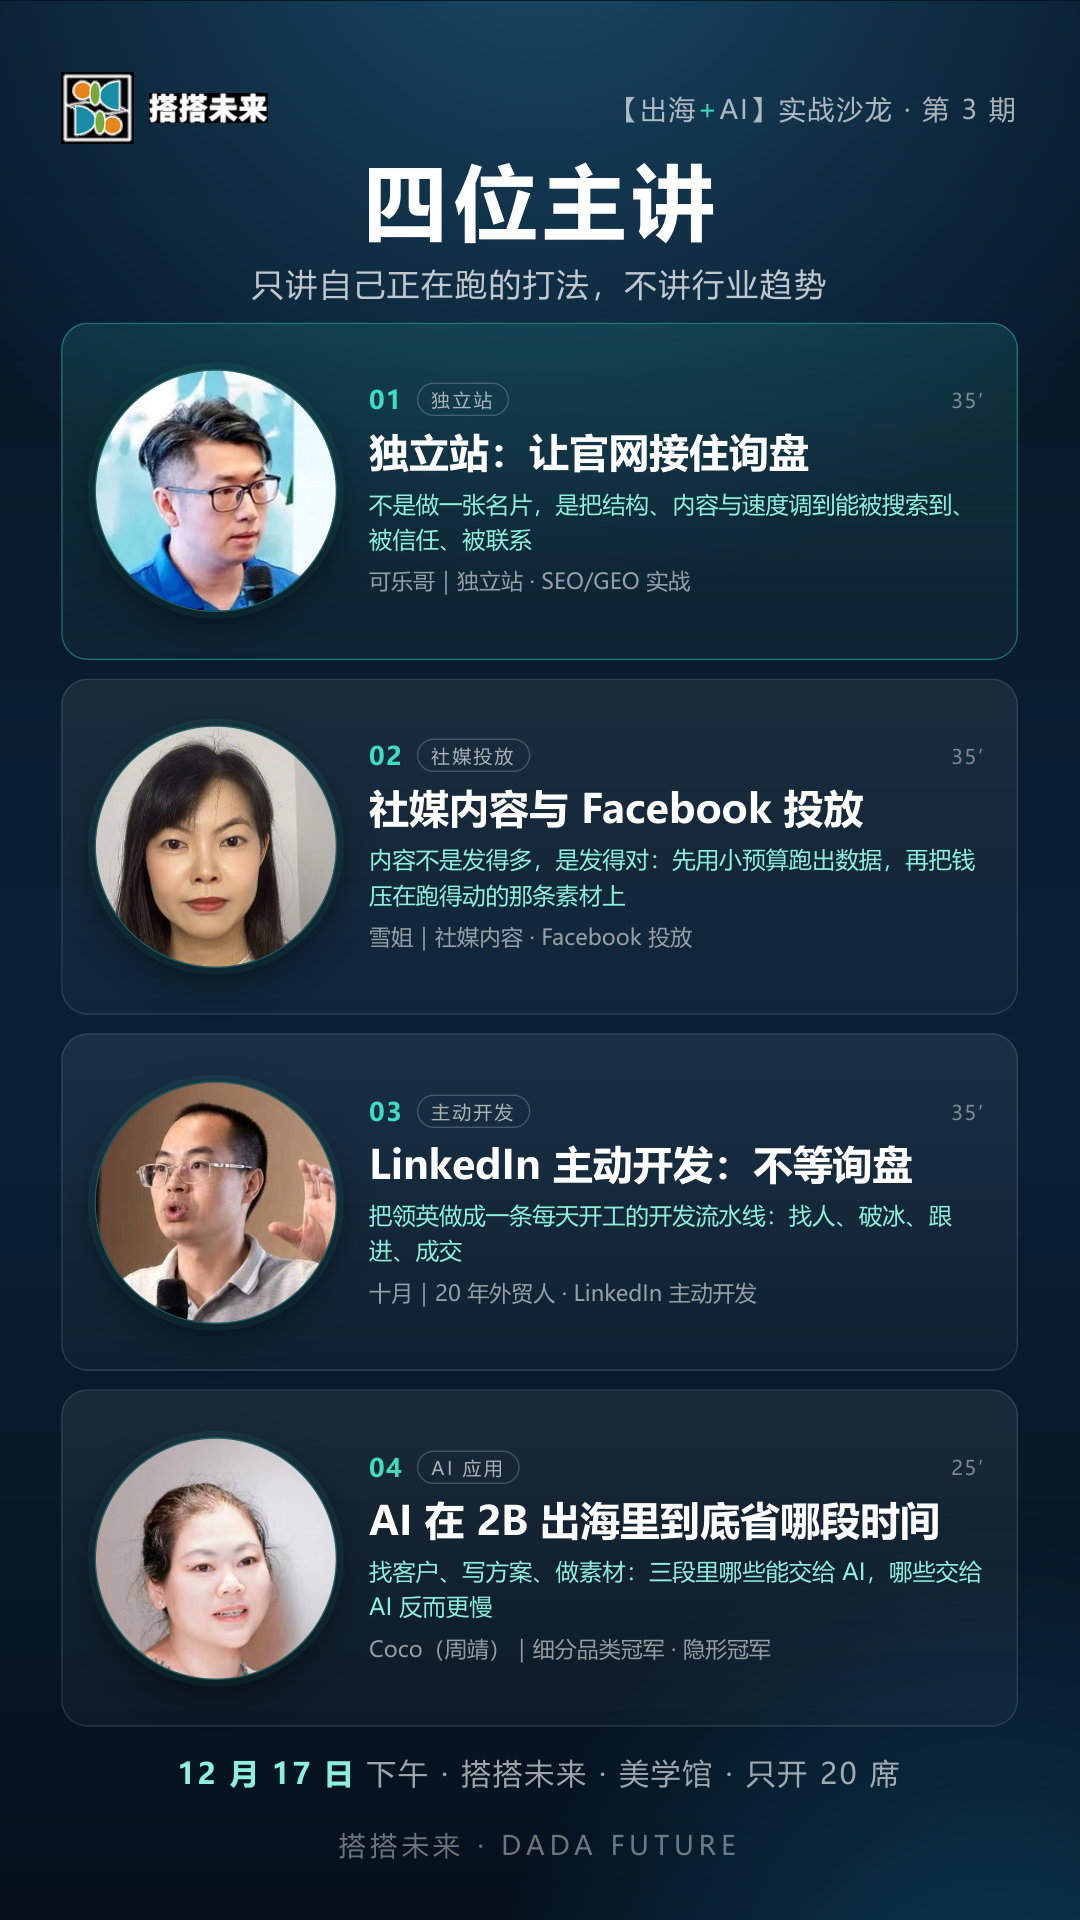 搭搭未来
【出海+AI】实战沙龙 · 第 3 期
四位主讲
只讲自己正在跑的打法，不讲行业趋势
01 独立站 35′
独立站：让官网接住询盘
不是做一张名片，是把结构、内容与速度调到能被搜索到、
被信任、被联系
可乐哥｜独立站 · SEO/GEO 实战
02 社媒投放 35′
社媒内容与 Facebook 投放
内容不是发得多，是发得对：先用小预算跑出数据，再把钱
压在跑得动的那条素材上
雪姐｜社媒内容 · Facebook 投放
03 主动开发 35′
LinkedIn 主动开发：不等询盘
把领英做成一条每天开工的开发流水线：找人、破冰、跟
进、成交
十月｜20 年外贸人 · LinkedIn 主动开发
04 AI 应用 25′
AI 在 2B 出海里到底省哪段时间
找客户、写方案、做素材：三段里哪些能交给 AI，哪些交给
AI 反而更慢
Coco（周靖）｜细分品类冠军 · 隐形冠军
12 月 17 日 下午 · 搭搭未来 · 美学馆 · 只开 20 席
搭搭未来 · DADA FUTURE